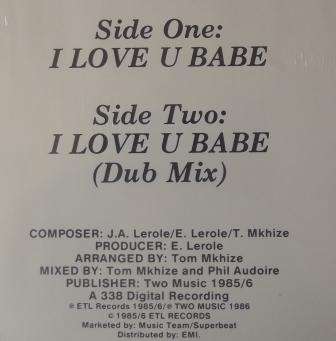 Side One:
I LOVE U BABE
Side Two:
I LOVE U BABE
(Dub Mix)
COMPOSER: J.A. Lerole/E. Lerole/T. Mkhize
PRODUCER: E. Lerole
ARRANGED BY: Tom Mkhize
MIXED BY: Tom Mkhize and Phil Audoire
PUBLISHER: Two Music 1985/6
A 338 Digital Recording
℗ ETL Records 1985/6/℗ TWO MUSIC 1986
© 1985/6 ETL RECORDS
Marketed by: Music Team/Superbeat
Distributed by: EMI.